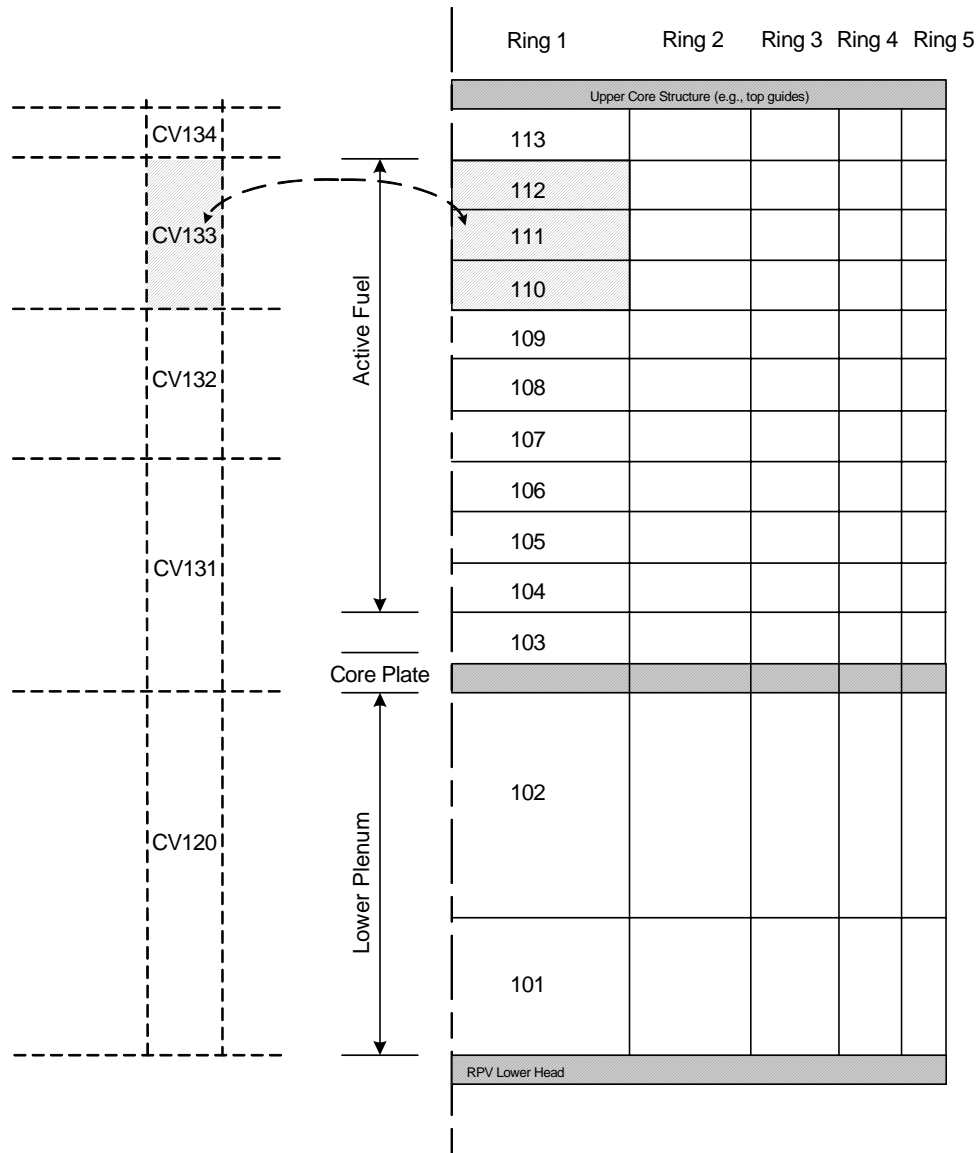 Ring 1 Ring 2 Ring 3 Ring 4 Ring 5
Upper Core Structure (e.g., top guides)
CV134
CV133
CV132
CV131
CV120
Active Fuel
Core Plate
Lower Plenum
113
112
111
110
109
108
107
106
105
104
103
102
101
RPV Lower Head